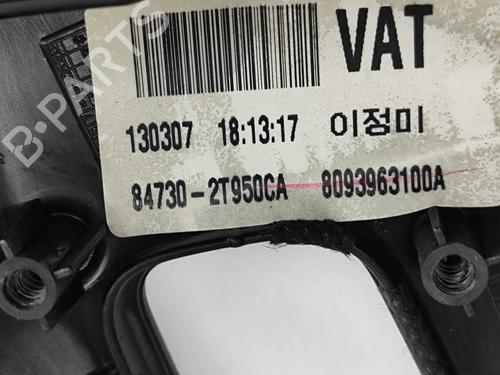 VAT
130307 18:13:17 이정미
84730-2T950CA 8093963100A
B-PARTS